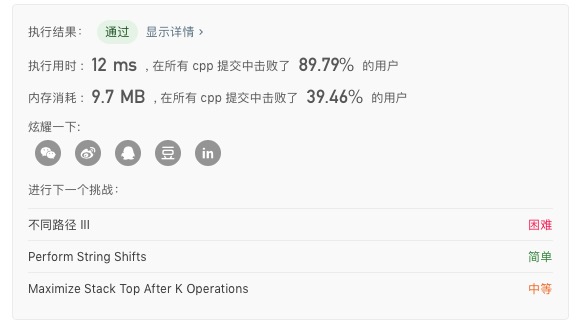 执行结果： 通过 显示详情 ›
执行用时：12 ms ，在所有 cpp 提交中击败了 89.79% 的用户
内存消耗：9.7 MB ，在所有 cpp 提交中击败了 39.46% 的用户
炫耀一下:
豆 in
进行下一个挑战：
不同路径 III 困难
Perform String Shifts 简单
Maximize Stack Top After K Operations 中等